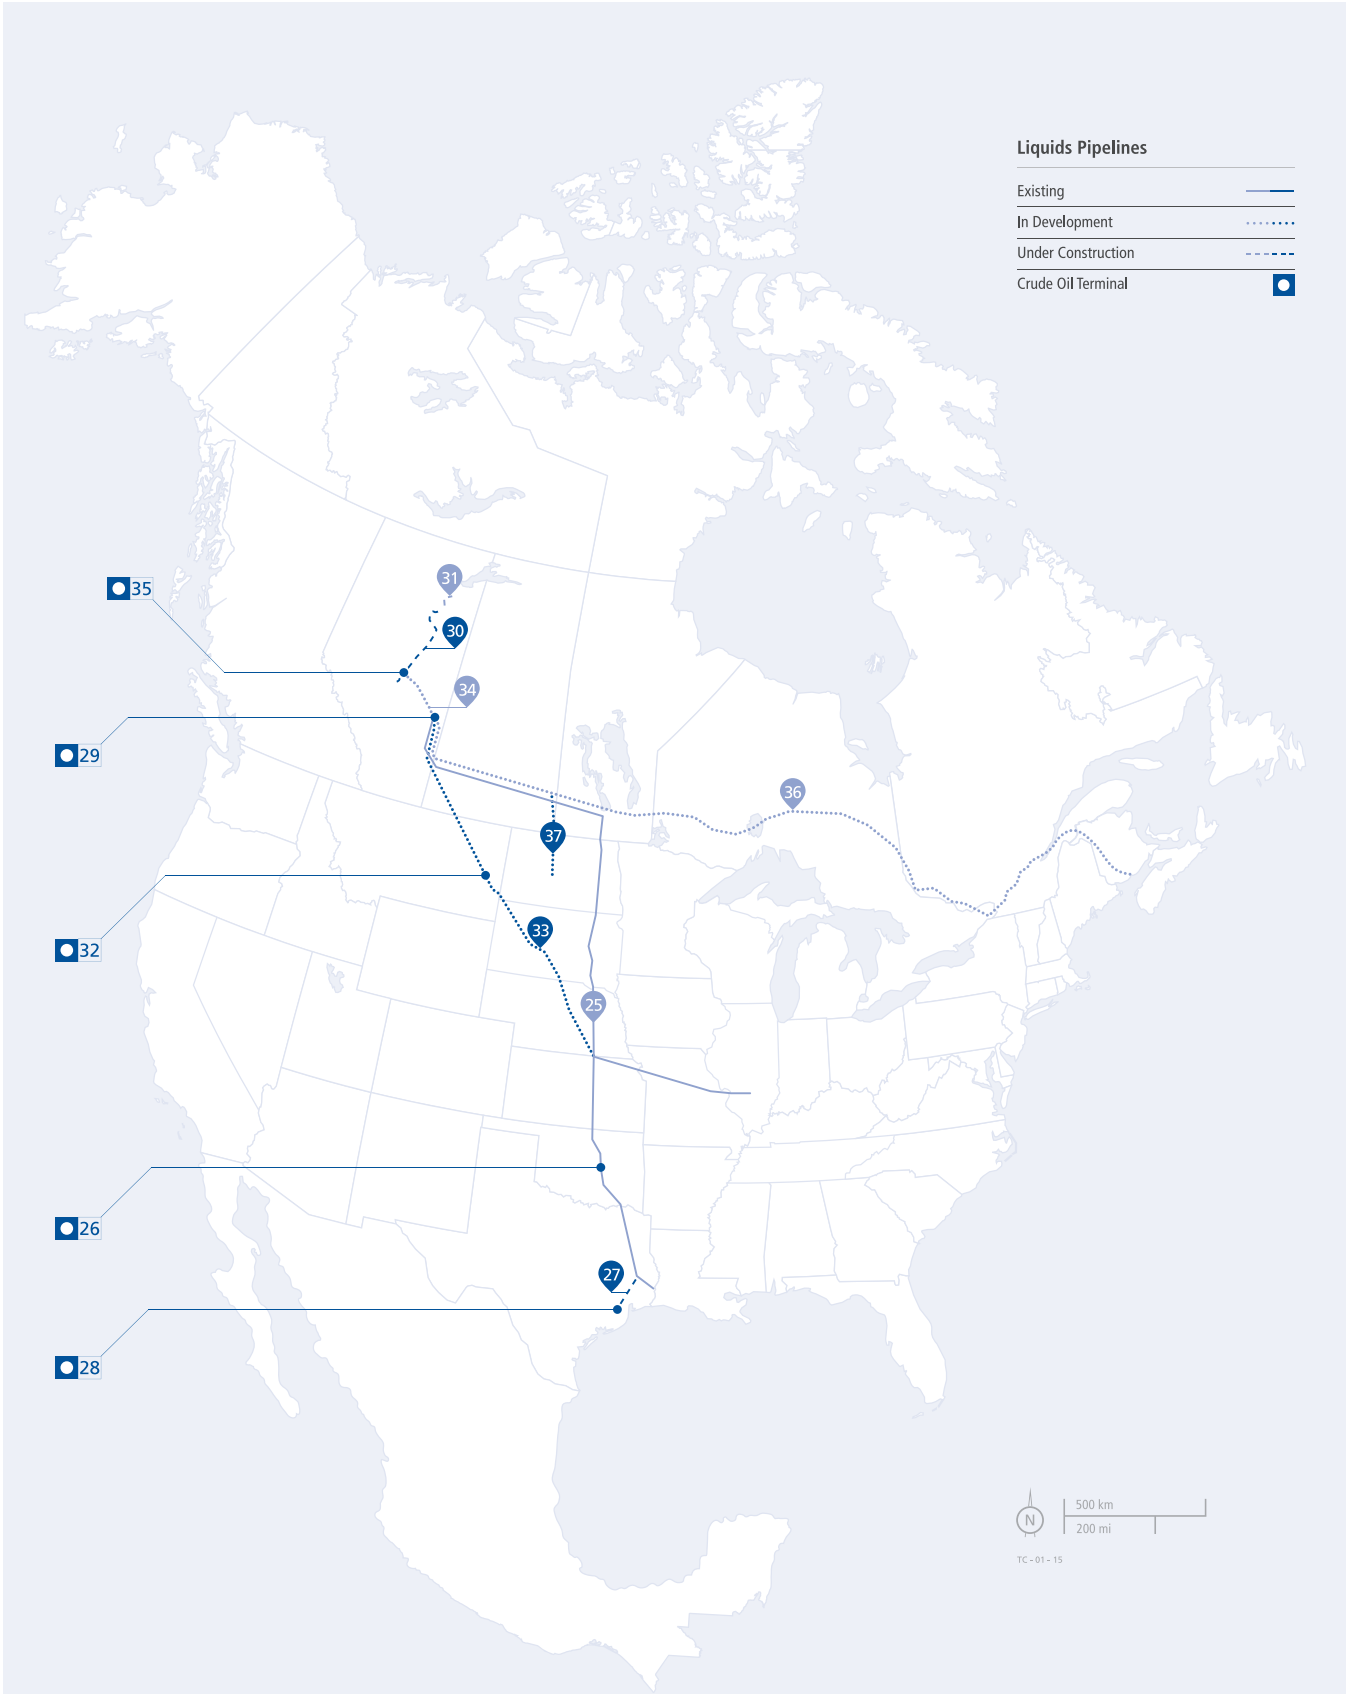 Liquids Pipelines
Existing
In Development
Under Construction
Crude Oil Terminal
31
35
30
34
29
36
37
33
32
25
26
27
28
500 km
N
200 mi
TC - 01 - 15